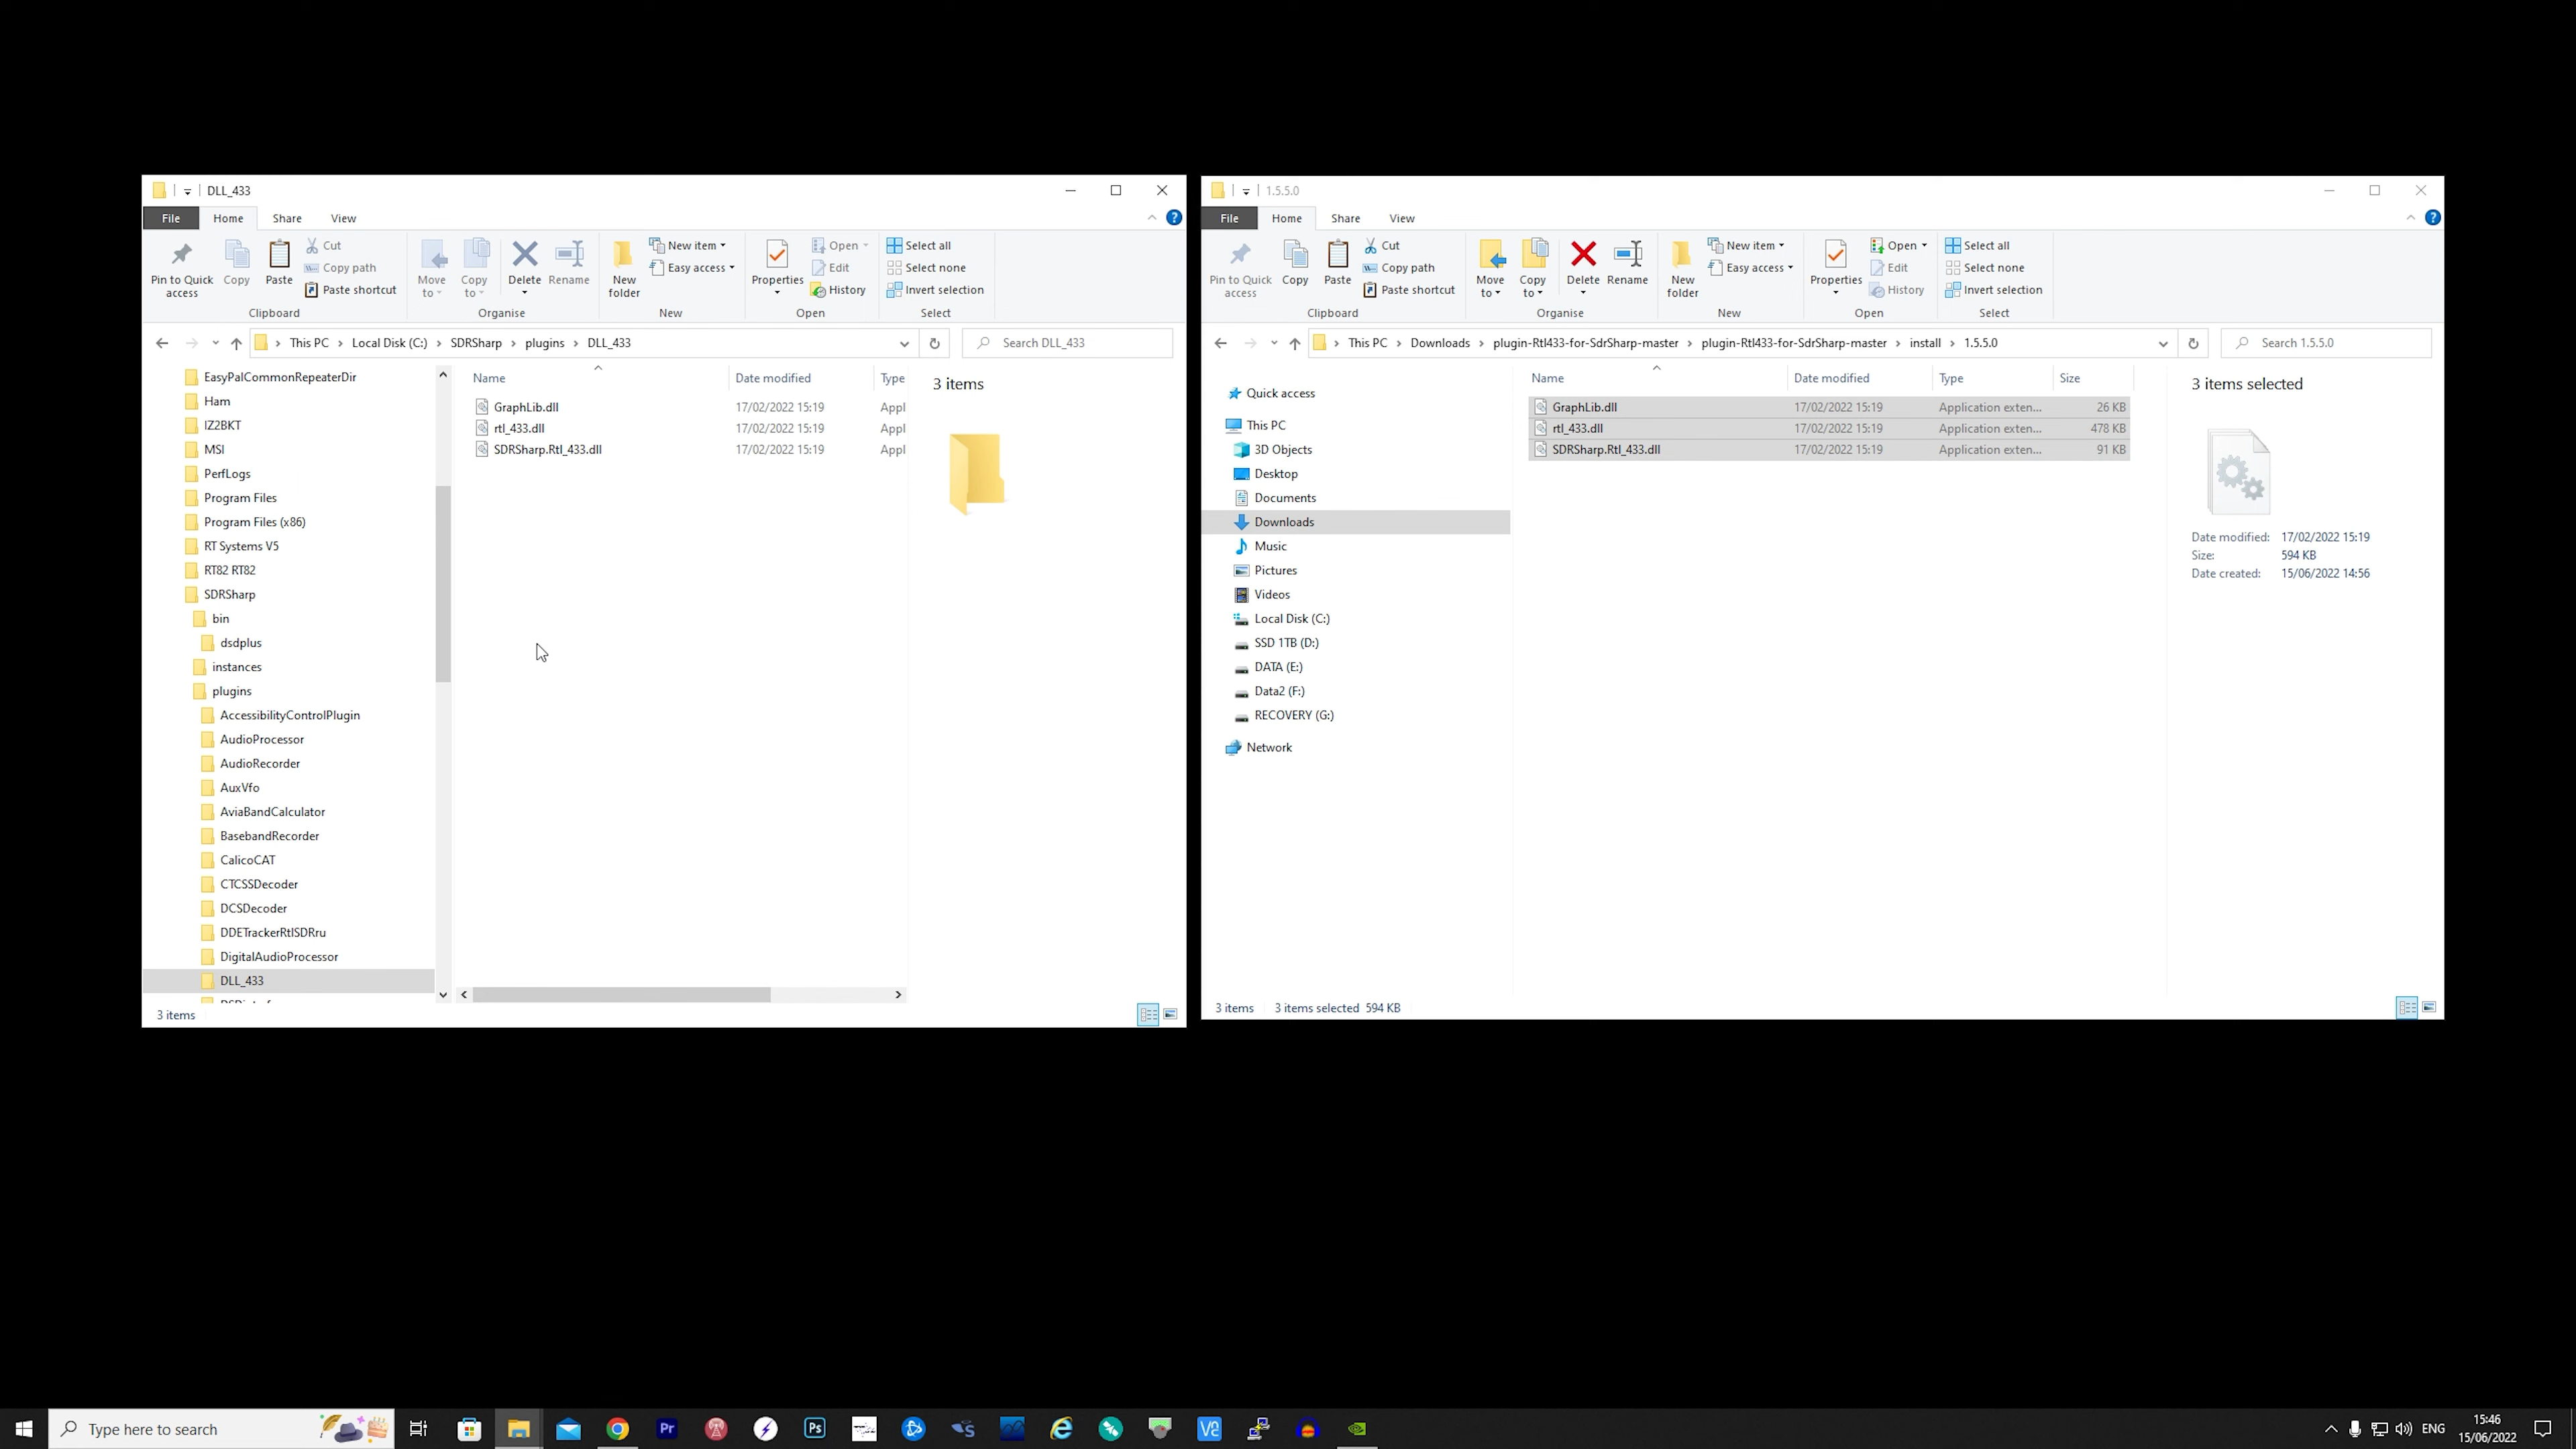 DLL_433
File Home Share View
Pin to Quick access
Copy
Paste
Cut
Copy path
Paste shortcut
Move to
Copy to
Delete
Rename
New folder
New item
Easy access
Properties
Open
Edit
History
Select all
Select none
Invert selection
Clipboard Organise New Open Select
This PC Local Disk (C:) SDRSharp plugins DLL_433
Search DLL_433
EasyPalCommonRepeaterDir
Ham
IZ2BKT
MSI
PerfLogs
Program Files
Program Files (x86)
RT Systems V5
RT82 RT82
SDRSharp
bin
dsdplus
instances
plugins
AccessibilityControlPlugin
AudioProcessor
AudioRecorder
AuxVfo
AviaBandCalculator
BasebandRecorder
CalicoCAT
CTCSSDecoder
DCSDecoder
DDETrackerRtlSDRru
DigitalAudioProcessor
DLL_433
Name Date modified Type
GraphLib.dll 17/02/2022 15:19 Appl
rtl_433.dll 17/02/2022 15:19 Appl
SDRSharp.Rtl_433.dll 17/02/2022 15:19 Appl
3 items
3 items
1.5.5.0
File Home Share View
Pin to Quick access
Copy
Paste
Cut
Copy path
Paste shortcut
Move to
Copy to
Delete
Rename
New folder
New item
Easy access
Properties
Open
Edit
History
Select all
Select none
Invert selection
Clipboard Organise New Open Select
This PC Downloads plugin-Rtl433-for-SdrSharp-master plugin-Rtl433-for-SdrSharp-master install 1.5.5.0
Search 1.5.5.0
Quick access
This PC
3D Objects
Desktop
Documents
Downloads
Music
Pictures
Videos
Local Disk (C:)
SSD 1TB (D:)
DATA (E:)
Data2 (F:)
RECOVERY (G:)
Network
Name Date modified Type Size
GraphLib.dll 17/02/2022 15:19 Application exten... 26 KB
rtl_433.dll 17/02/2022 15:19 Application exten... 478 KB
SDRSharp.Rtl_433.dll 17/02/2022 15:19 Application exten... 91 KB
3 items selected
Date modified: 17/02/2022 15:19
Size: 594 KB
Date created: 15/06/2022 14:56
3 items 3 items selected 594 KB
Type here to search
Pr
Ps
ENG
15:46
15/06/2022